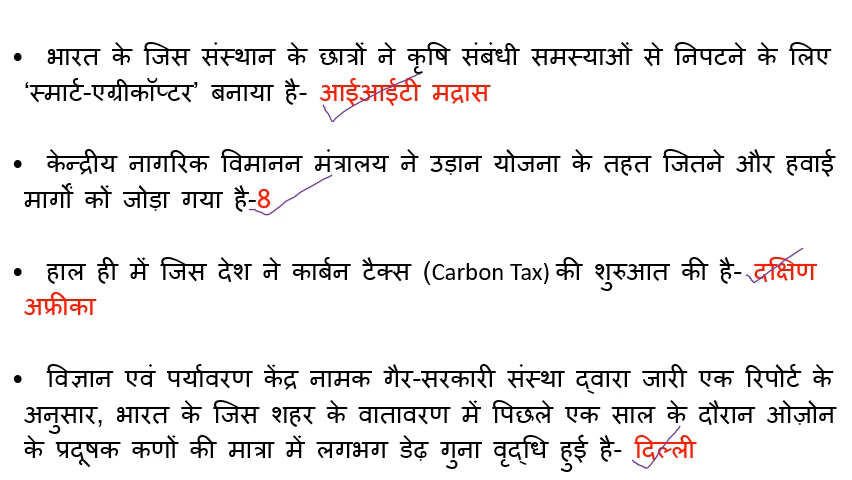 • भारत के जिस संस्थान के छात्रों ने कृषि संबंधी समस्याओं से निपटने के लिए
‘स्मार्ट-एग्रीकॉप्टर’ बनाया है- आईआईटी मद्रास
• केन्द्रीय नागरिक विमानन मंत्रालय ने उड़ान योजना के तहत जितने और हवाई
मार्गों कों जोड़ा गया है-8
• हाल ही में जिस देश ने कार्बन टैक्स (Carbon Tax) की शुरुआत की है- दक्षिण
अफ्रीका
• विज्ञान एवं पर्यावरण केंद्र नामक गैर-सरकारी संस्था द्वारा जारी एक रिपोर्ट के
अनुसार, भारत के जिस शहर के वातावरण में पिछले एक साल के दौरान ओज़ोन
के प्रदूषक कणों की मात्रा में लगभग डेढ़ गुना वृद्धि हुई है- दिल्ली